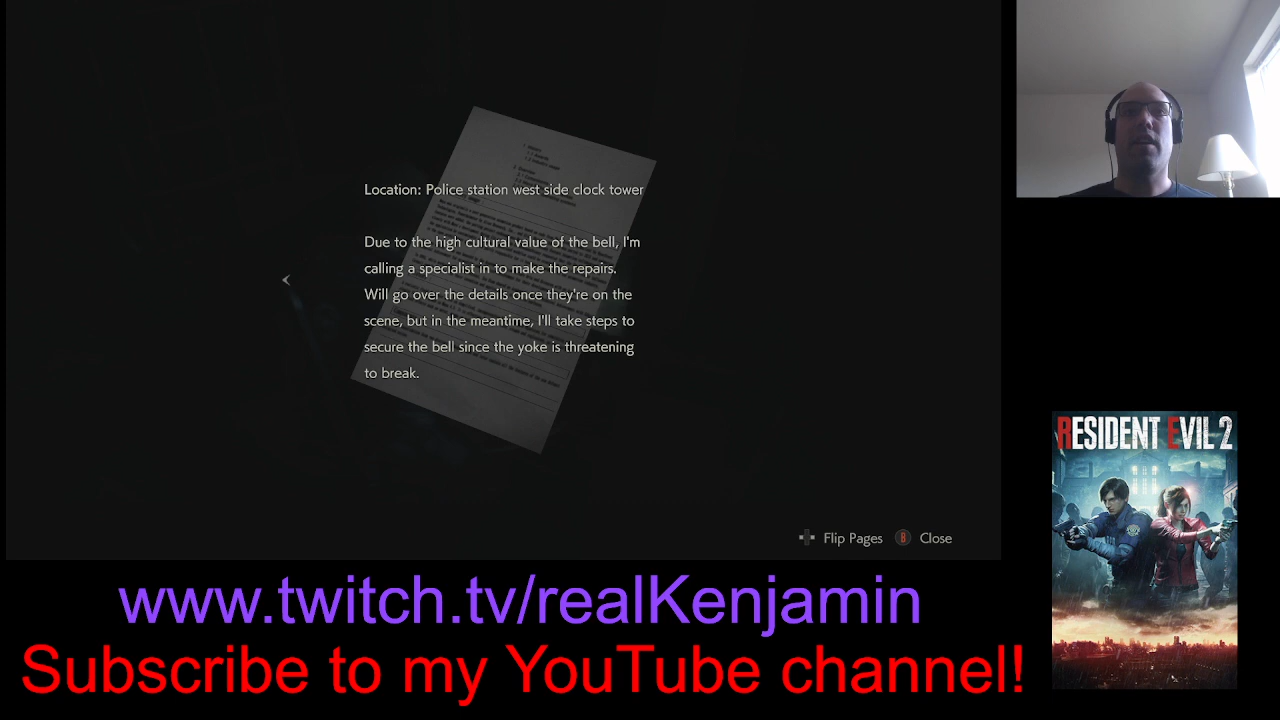 Location: Police station west side clock tower
Due to the high cultural value of the bell, I'm
calling a specialist in to make the repairs.
Will go over the details once they're on the
scene, but in the meantime, I'll take steps to
secure the bell since the yoke is threatening
to break.
Flip Pages B Close
RESIDENT EVIL 2
www.twitch.tv/realKenjamin
Subscribe to my YouTube channel!